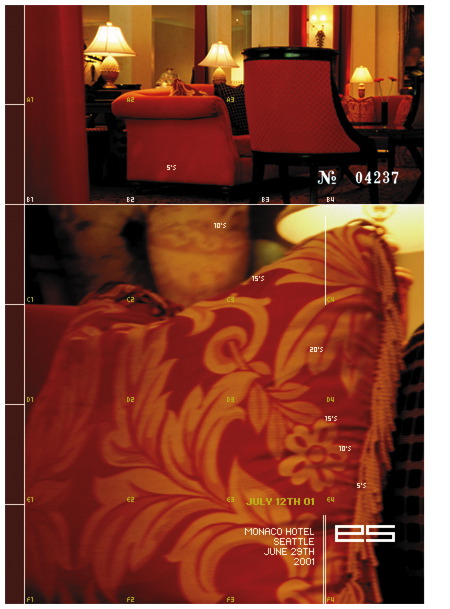 A1 A2 A3
5'S
№ 04237
B1 B2 B3 B4
10'S
15'S
C1 C2 C3 C4
20'S
D1 D2 D3 D4
15'S
10'S
5'S
E1 E2 E3 E4
JULY 12TH 01
MONACO HOTEL
SEATTLE
JUNE 29TH
2001
es
F1 F2 F3 F4